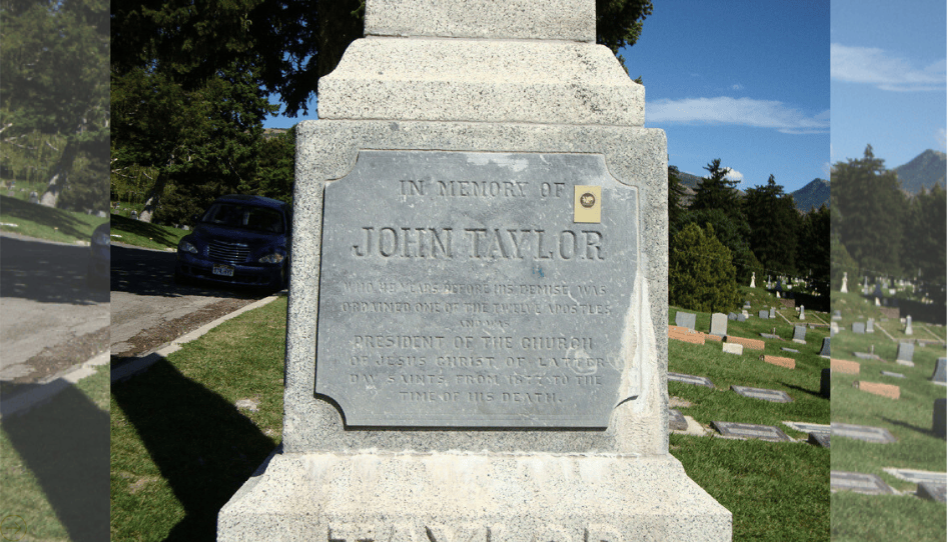 IN MEMORY OF
JOHN TAYLOR
WHO 49 YEARS BEFORE HIS DEMISE WAS
ORDAINED ONE OF THE TWELVE APOSTLES
AND WAS
PRESIDENT OF THE CHURCH
OF JESUS CHRIST OF LATTER
DAY SAINTS, FROM 1877 TO THE
TIME OF HIS DEATH.
TAYLOR